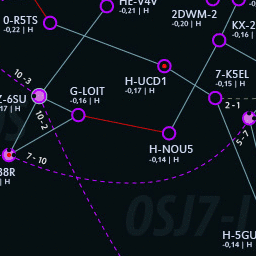 HE-V4V
-0,21 | H
0-R5TS
-0,22 | H
2DWM-2
-0,20 | H
KX-2
-0,16 | H
10 - 3
H-UCD1
-0,17 | H
7-K5EL
-0,15 | H
G-LOIT
-0,16 | H
Z-6SU
17 | H
2 - 1
10 - 2
5 - 7
H-NOU5
-0,14 | H
7 - 10
38R
| H
OSJ7-
H-5GU
-0,14 | H